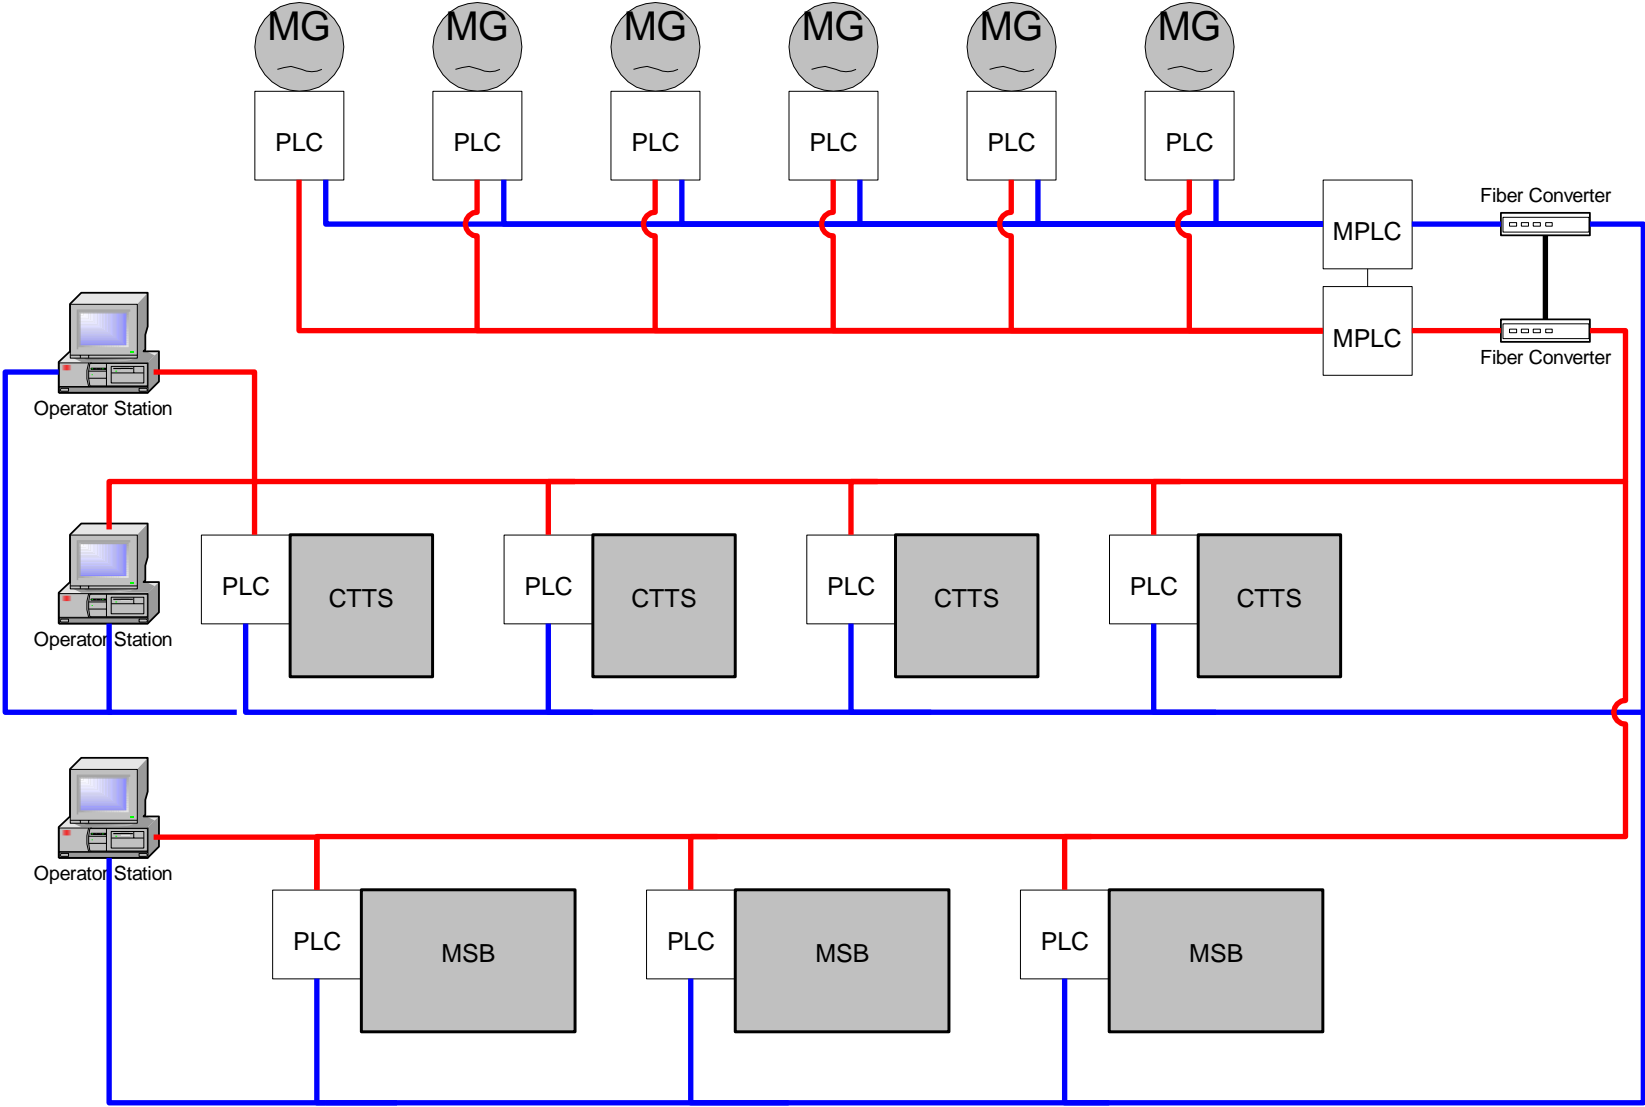 MG
MG
MG
MG
MG
MG
PLC
PLC
PLC
PLC
PLC
PLC
Fiber Converter
MPLC
MPLC
Fiber Converter
Operator Station
PLC
CTTS
PLC
CTTS
PLC
CTTS
PLC
CTTS
Operator Station
Operator Station
PLC
MSB
PLC
MSB
PLC
MSB